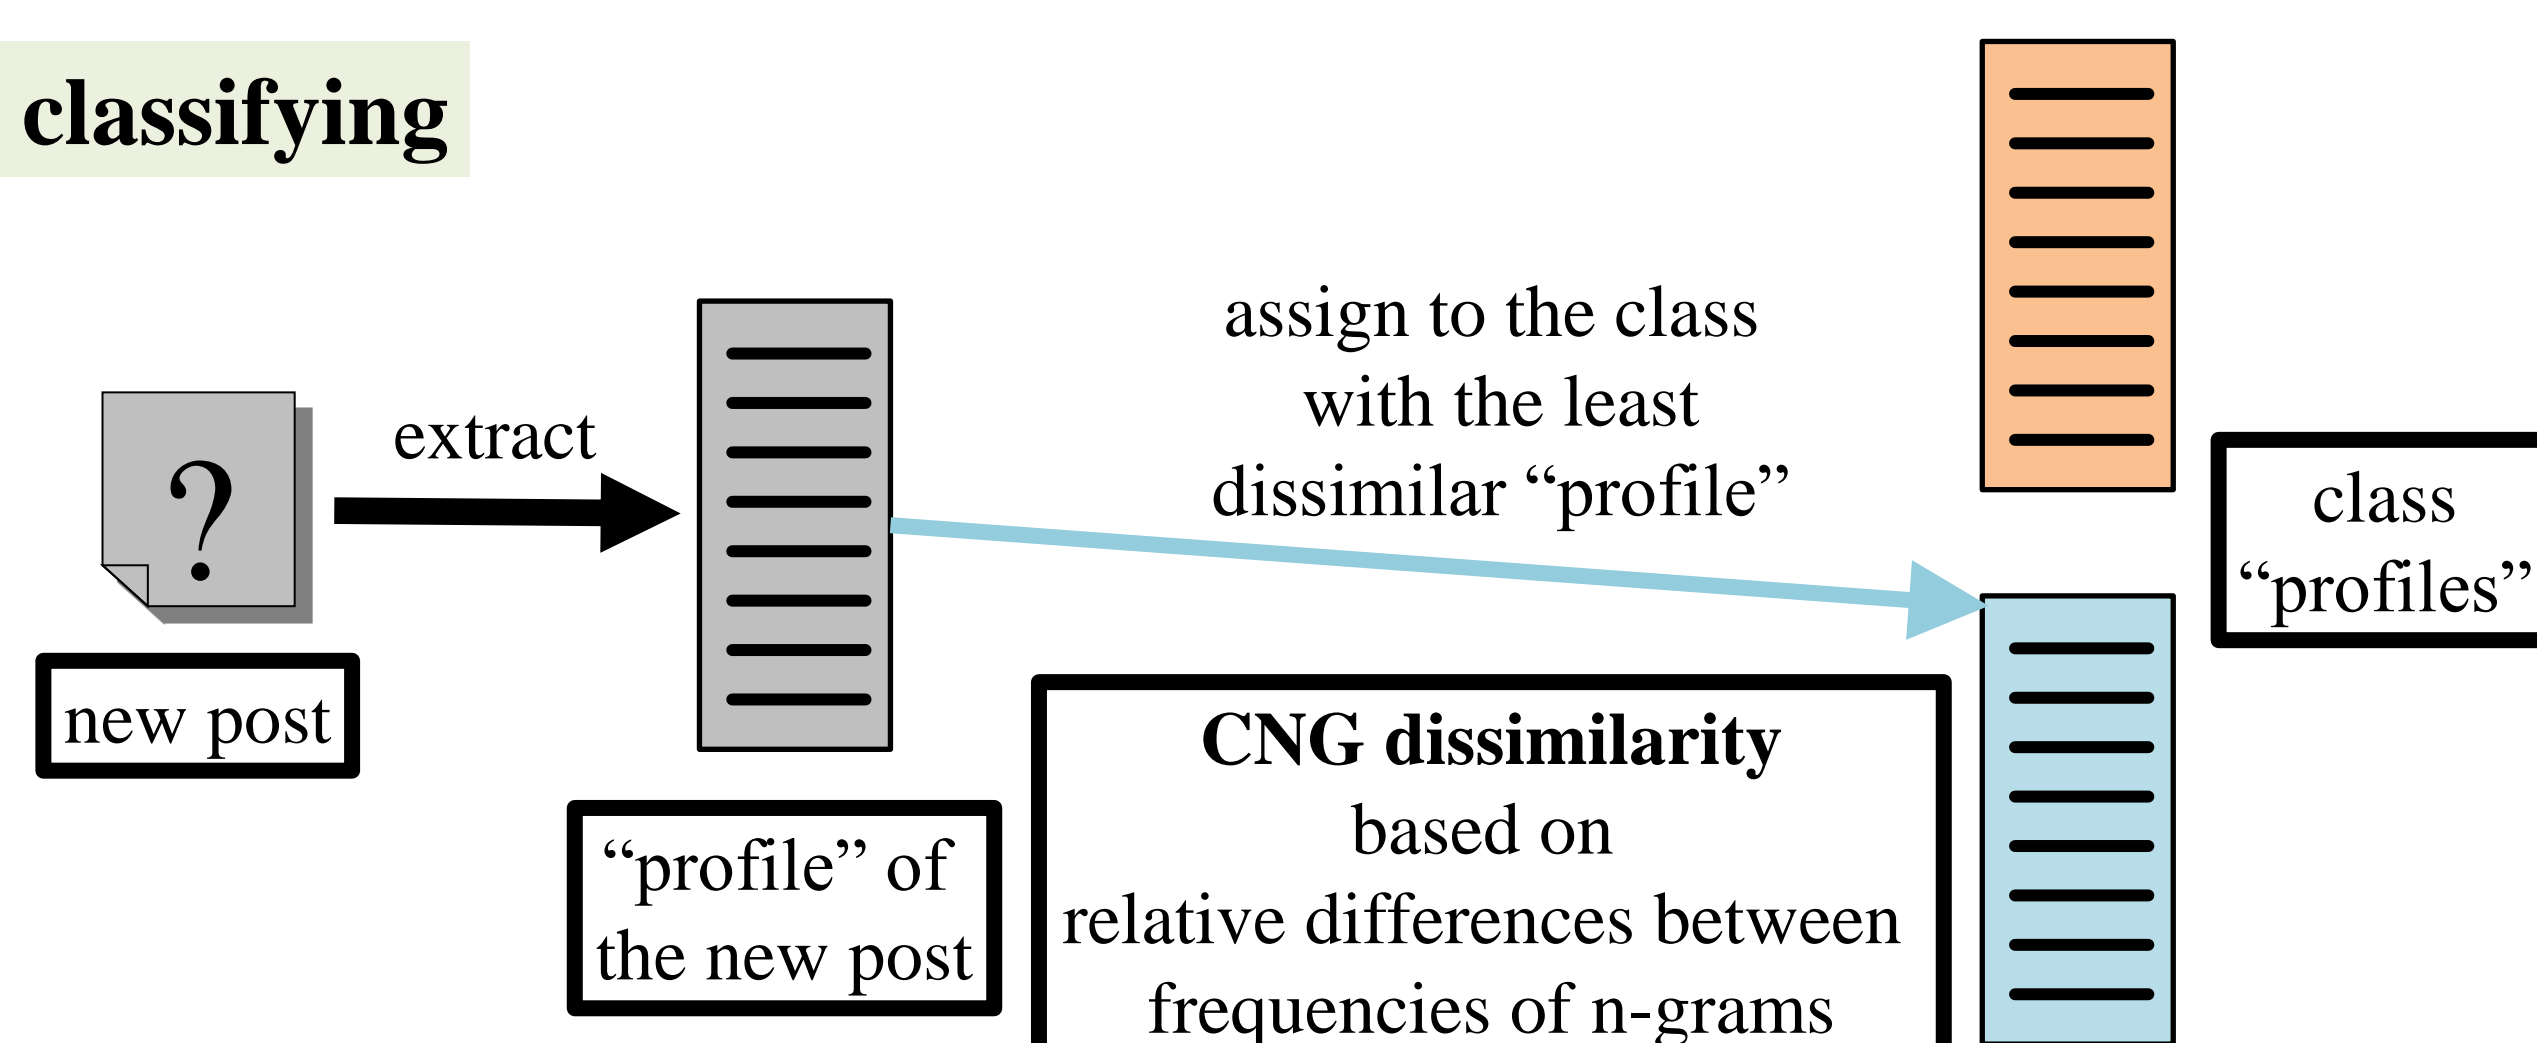 classifying
extract
?
new post
“profile” of
the new post
assign to the class
with the least
dissimilar “profile”
CNG dissimilarity
based on
relative differences between
frequencies of n-grams
class
“profiles”